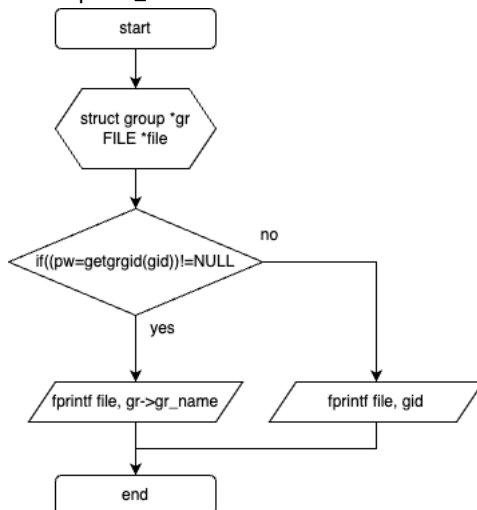 start
struct group *gr
FILE *file
if((pw=getgrgid(gid))!=NULL
no
yes
fprintf file, gr->gr_name
fprintf file, gid
end